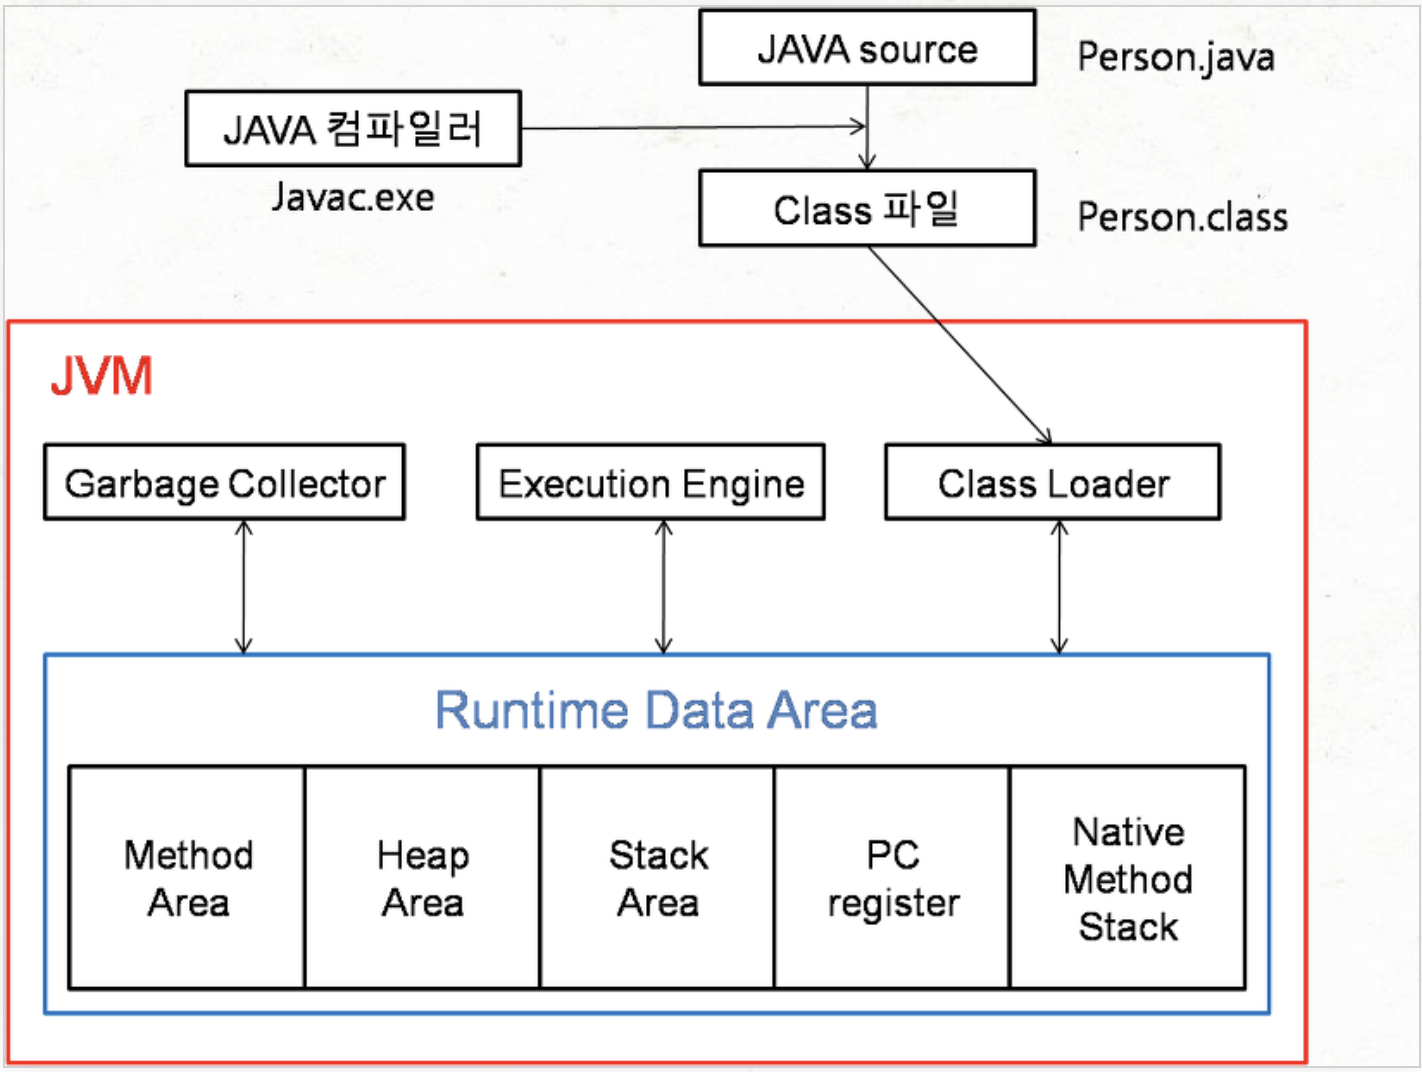 JAVA source
Person.java
JAVA 컴파일러
Javac.exe
Class 파일
Person.class
JVM
Garbage Collector
Execution Engine
Class Loader
Runtime Data Area
Method
Area
Heap
Area
Stack
Area
PC
register
Native
Method
Stack